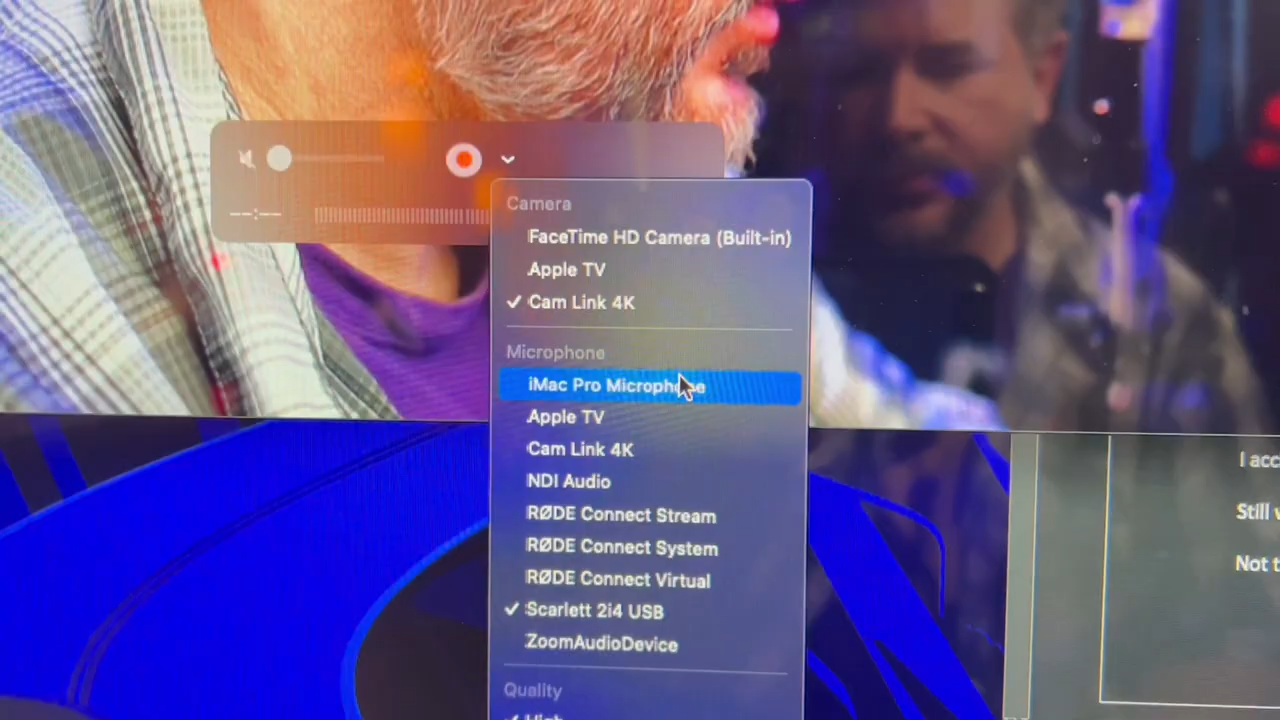 --:--
Camera
FaceTime HD Camera (Built-in)
Apple TV
✓ Cam Link 4K
Microphone
iMac Pro Microphone
Apple TV
Cam Link 4K
NDI Audio
RØDE Connect Stream
RØDE Connect System
RØDE Connect Virtual
✓ Scarlett 2i4 USB
ZoomAudioDevice
Quality
✓ High
I acc
Still
Not t